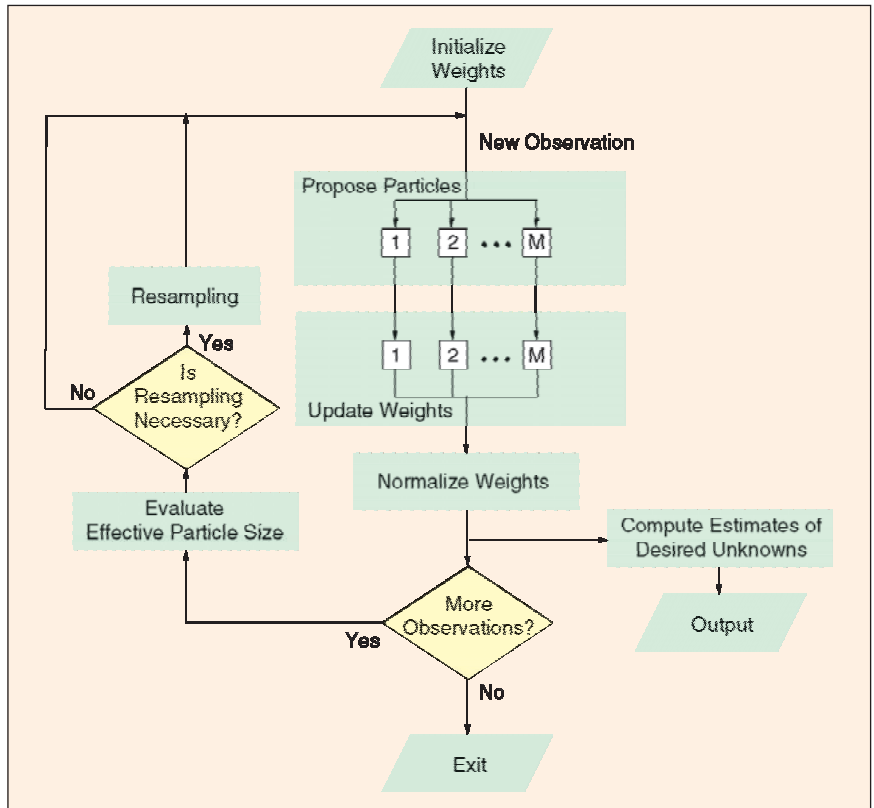 Initialize
Weights
New Observation
Propose Particles
1 2 ••• M
Resampling
Yes
1 2 ••• M
Is
Resampling
Necessary?
No
Update Weights
Normalize Weights
Evaluate
Effective Particle Size
Compute Estimates of
Desired Unknowns
More
Observations?
Yes
Output
No
Exit